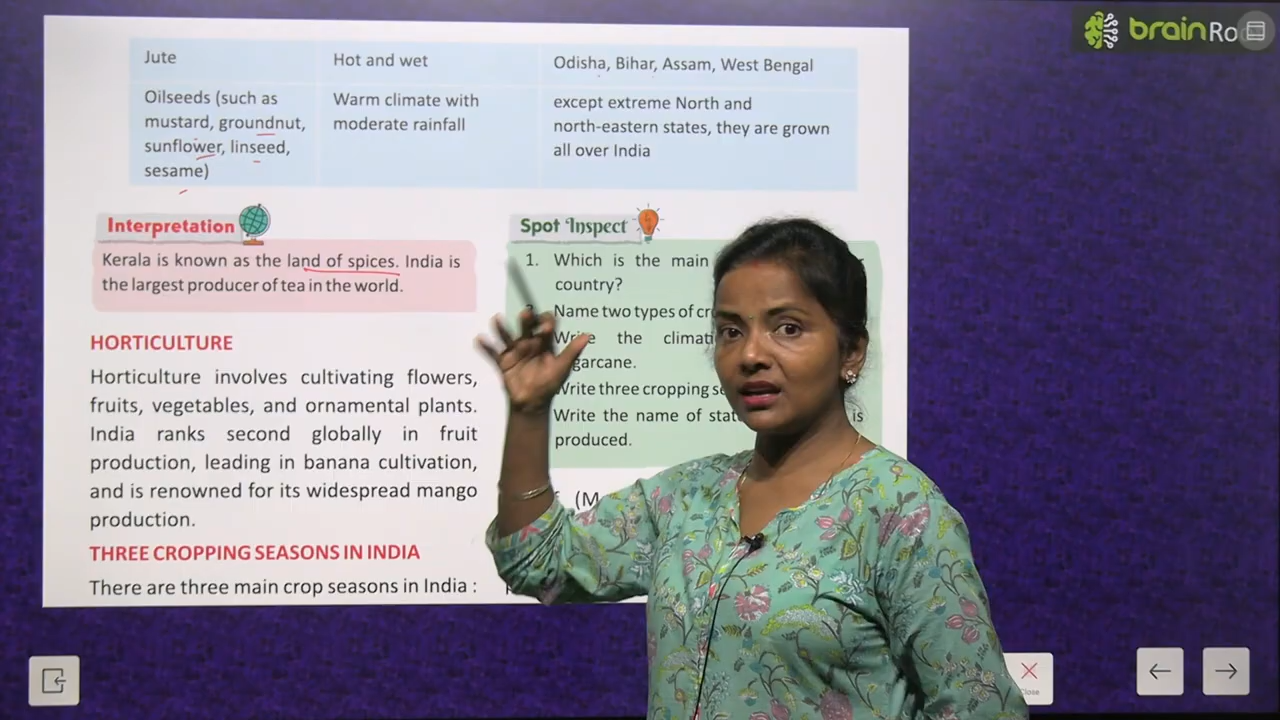 brainRo
Jute
Hot and wet
Odisha, Bihar, Assam, West Bengal
Oilseeds (such as
mustard, groundnut,
sunflower, linseed,
sesame)
Warm climate with
moderate rainfall
except extreme North and
north-eastern states, they are grown
all over India
Interpretation
Kerala is known as the land of spices. India is
the largest producer of tea in the world.
HORTICULTURE
Horticulture involves cultivating flowers,
fruits, vegetables, and ornamental plants.
India ranks second globally in fruit
production, leading in banana cultivation,
and is renowned for its widespread mango
production.
THREE CROPPING SEASONS IN INDIA
There are three main crop seasons in India :
Spot Inspect
1. Which is the main
country?
Name two types of
Write the
Write three cropping
Write the name of is
produced.
(M
Close